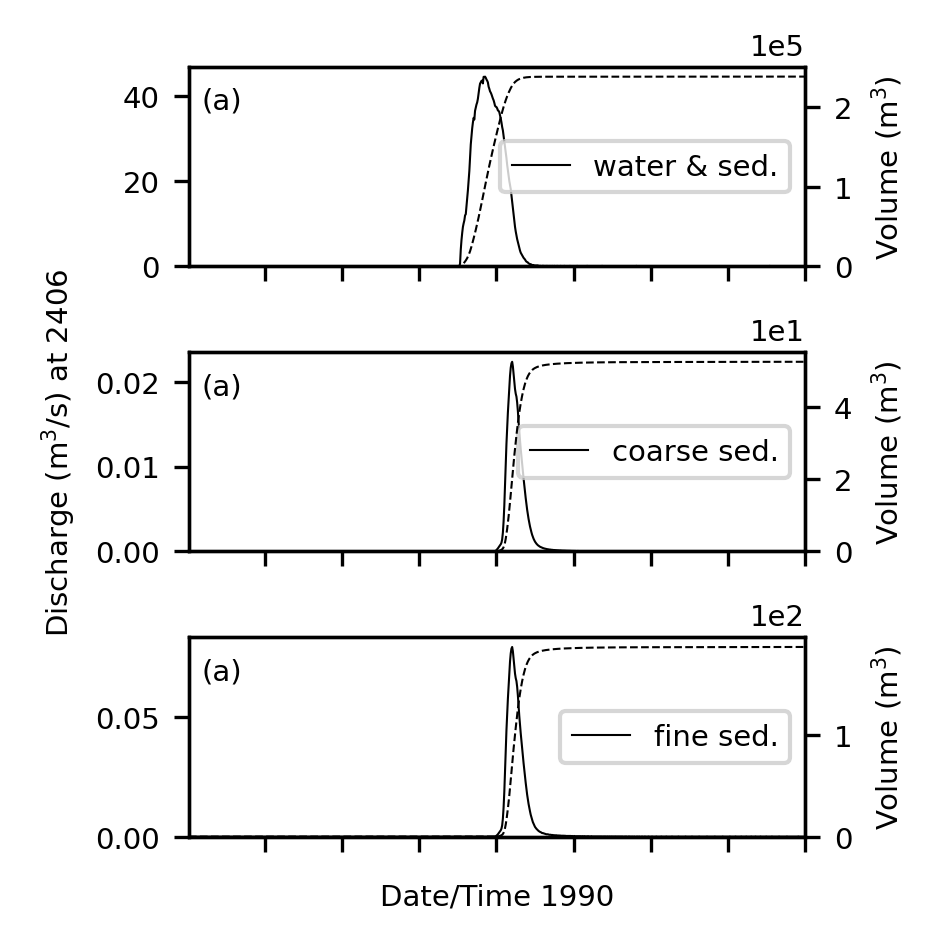 1e5
(a)
40
20
0
2
1
0
water & sed.
Volume (m³)
1e1
(a)
0.02
0.01
0.00
4
2
0
coarse sed.
Volume (m³)
Discharge (m³/s) at 2406
1e2
(a)
0.05
0.00
1
0
fine sed.
Volume (m³)
Date/Time 1990